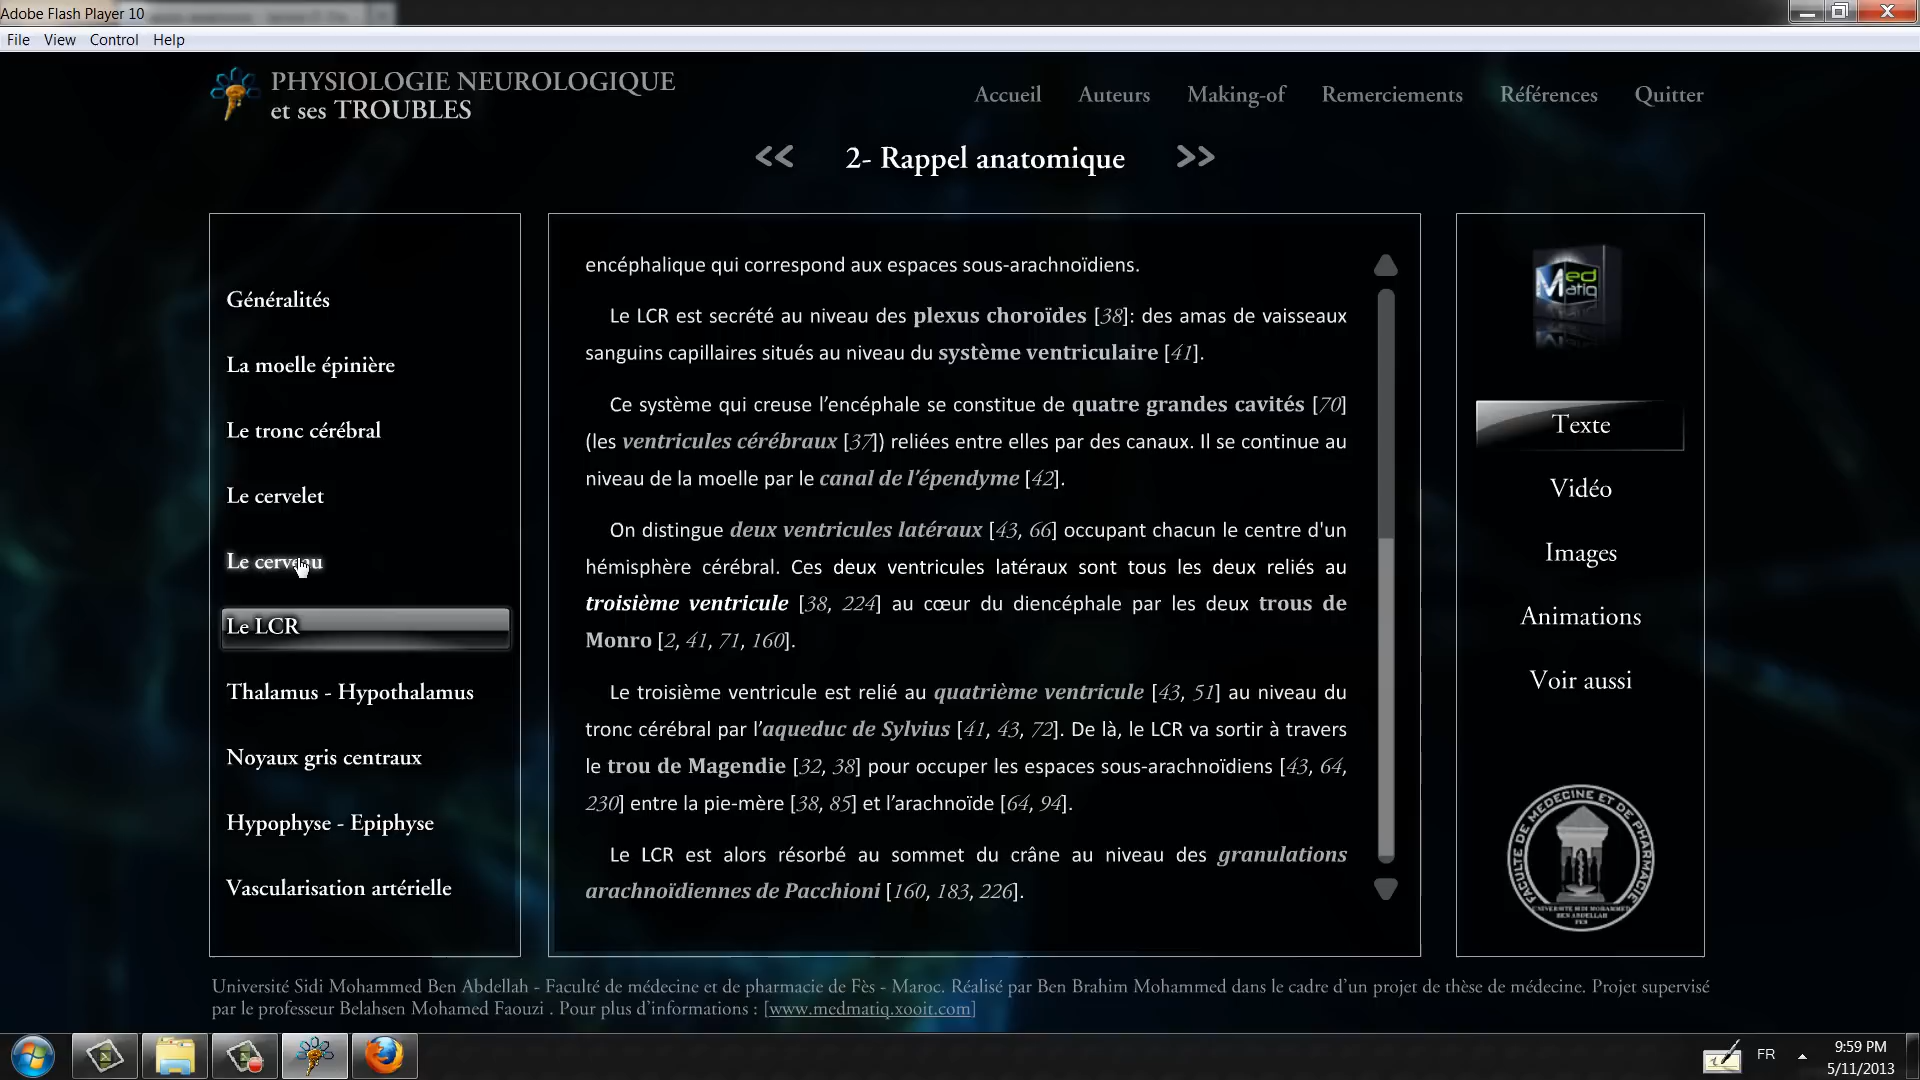 Adobe Flash Player 10
File View Control Help
PHYSIOLOGIE NEUROLOGIQUE
et ses TROUBLES
Accueil Auteurs Making-of Remerciements Références Quitter
<< 2- Rappel anatomique >>
Généralités
La moelle épinière
Le tronc cérébral
Le cervelet
Le cerveau
Le LCR
Thalamus - Hypothalamus
Noyaux gris centraux
Hypophyse - Epiphyse
Vascularisation artérielle
encéphalique qui correspond aux espaces sous-arachnoïdiens.
Le LCR est secrété au niveau des plexus choroïdes [38]: des amas de vaisseaux
sanguins capillaires situés au niveau du système ventriculaire [41].
Ce système qui creuse l’encéphale se constitue de quatre grandes cavités [70]
(les ventricules cérébraux [37]) reliées entre elles par des canaux. Il se continue au
niveau de la moelle par le canal de l’épendyme [42].
On distingue deux ventricules latéraux [43, 66] occupant chacun le centre d'un
hémisphère cérébral. Ces deux ventricules latéraux sont tous les deux reliés au
troisième ventricule [38, 224] au cœur du diencéphale par les deux trous de
Monro [2, 41, 71, 160].
Le troisième ventricule est relié au quatrième ventricule [43, 51] au niveau du
tronc cérébral par l’aqueduc de Sylvius [41, 43, 72]. De là, le LCR va sortir à travers
le trou de Magendie [32, 38] pour occuper les espaces sous-arachnoïdiens [43, 64,
230] entre la pie-mère [38, 85] et l’arachnoïde [64, 94].
Le LCR est alors résorbé au sommet du crâne au niveau des granulations
arachnoïdiennes de Pacchioni [160, 183, 226].
Med
Matiq
Texte
Vidéo
Images
Animations
Voir aussi
FACULTE DE MEDECINE ET DE PHARMACIE
UNIVERSITE SIDI MOHAMMED
BEN ABDELLAH
FES
Université Sidi Mohammed Ben Abdellah - Faculté de médecine et de pharmacie de Fès - Maroc. Réalisé par Ben Brahim Mohammed dans le cadre d’un projet de thèse de médecine. Projet supervisé
par le professeur Belahsen Mohamed Faouzi . Pour plus d’informations : [www.medmatiq.xooit.com]
FR
9:59 PM
5/11/2013